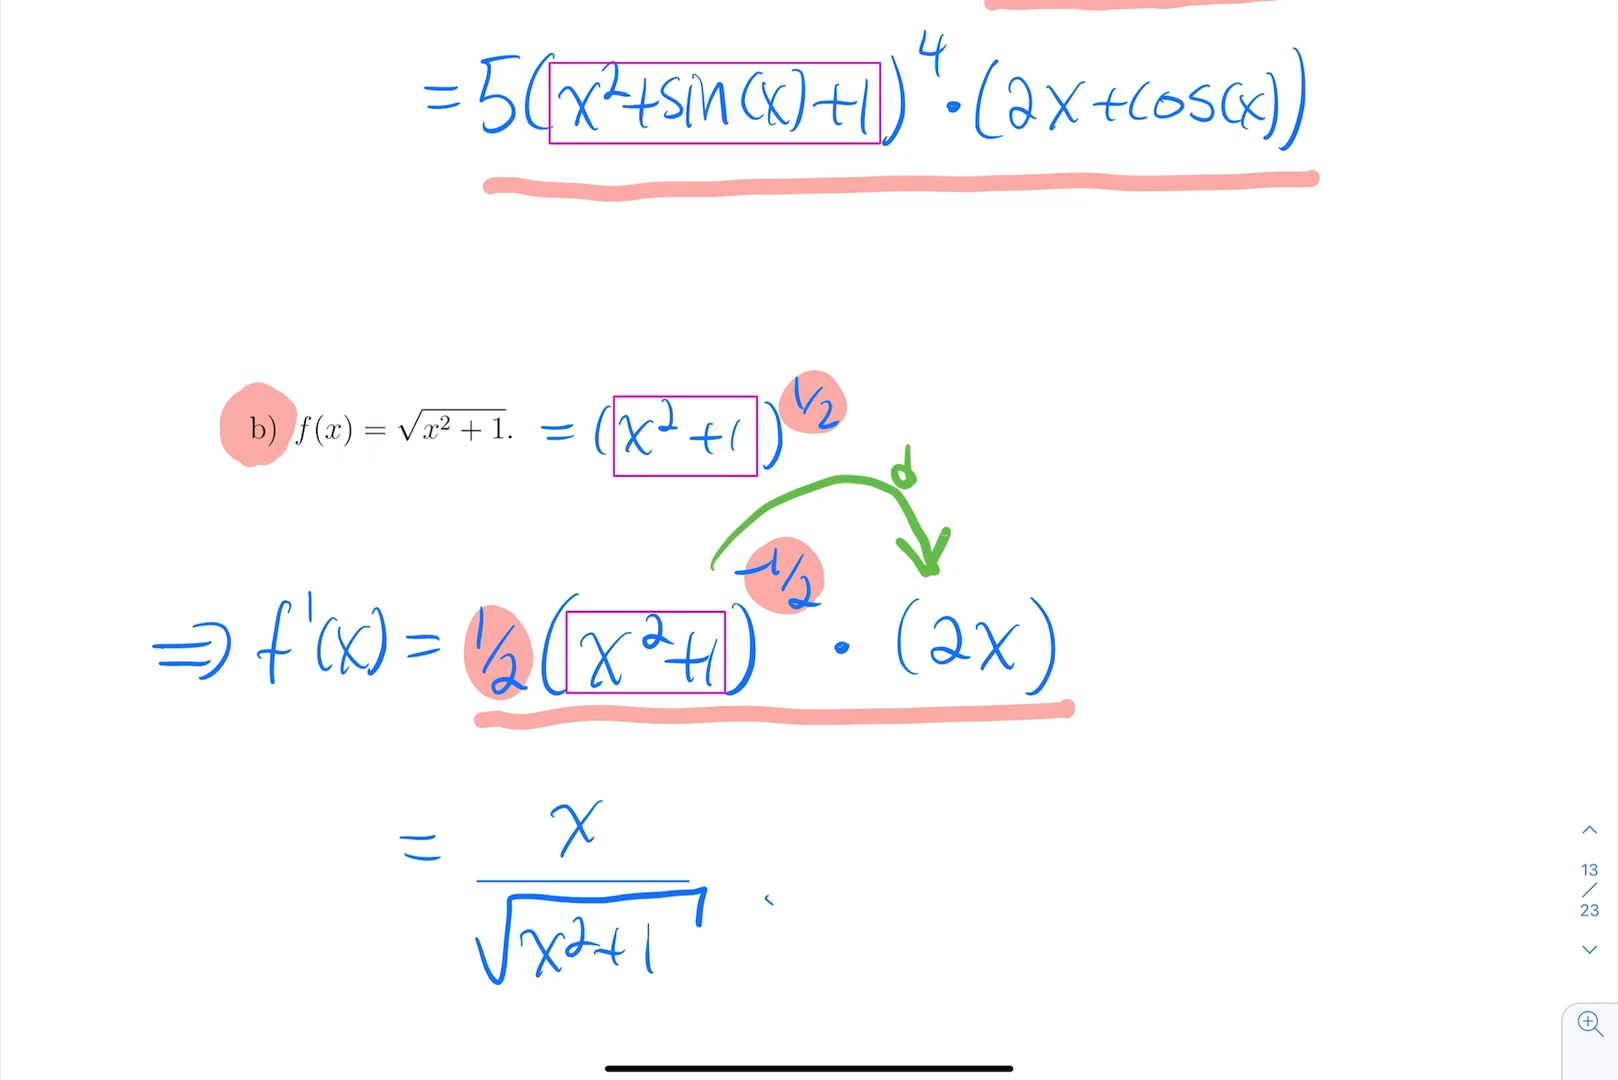 = 5(x²+sin(x)+1)⁴ · (2x+cos(x))
b) f(x) = √(x² + 1). = (x²+1)^(1/2)
d
⇒ f'(x) = 1/2 (x²+1)^(-1/2) · (2x)
= x / √(x²+1)
13
/
23